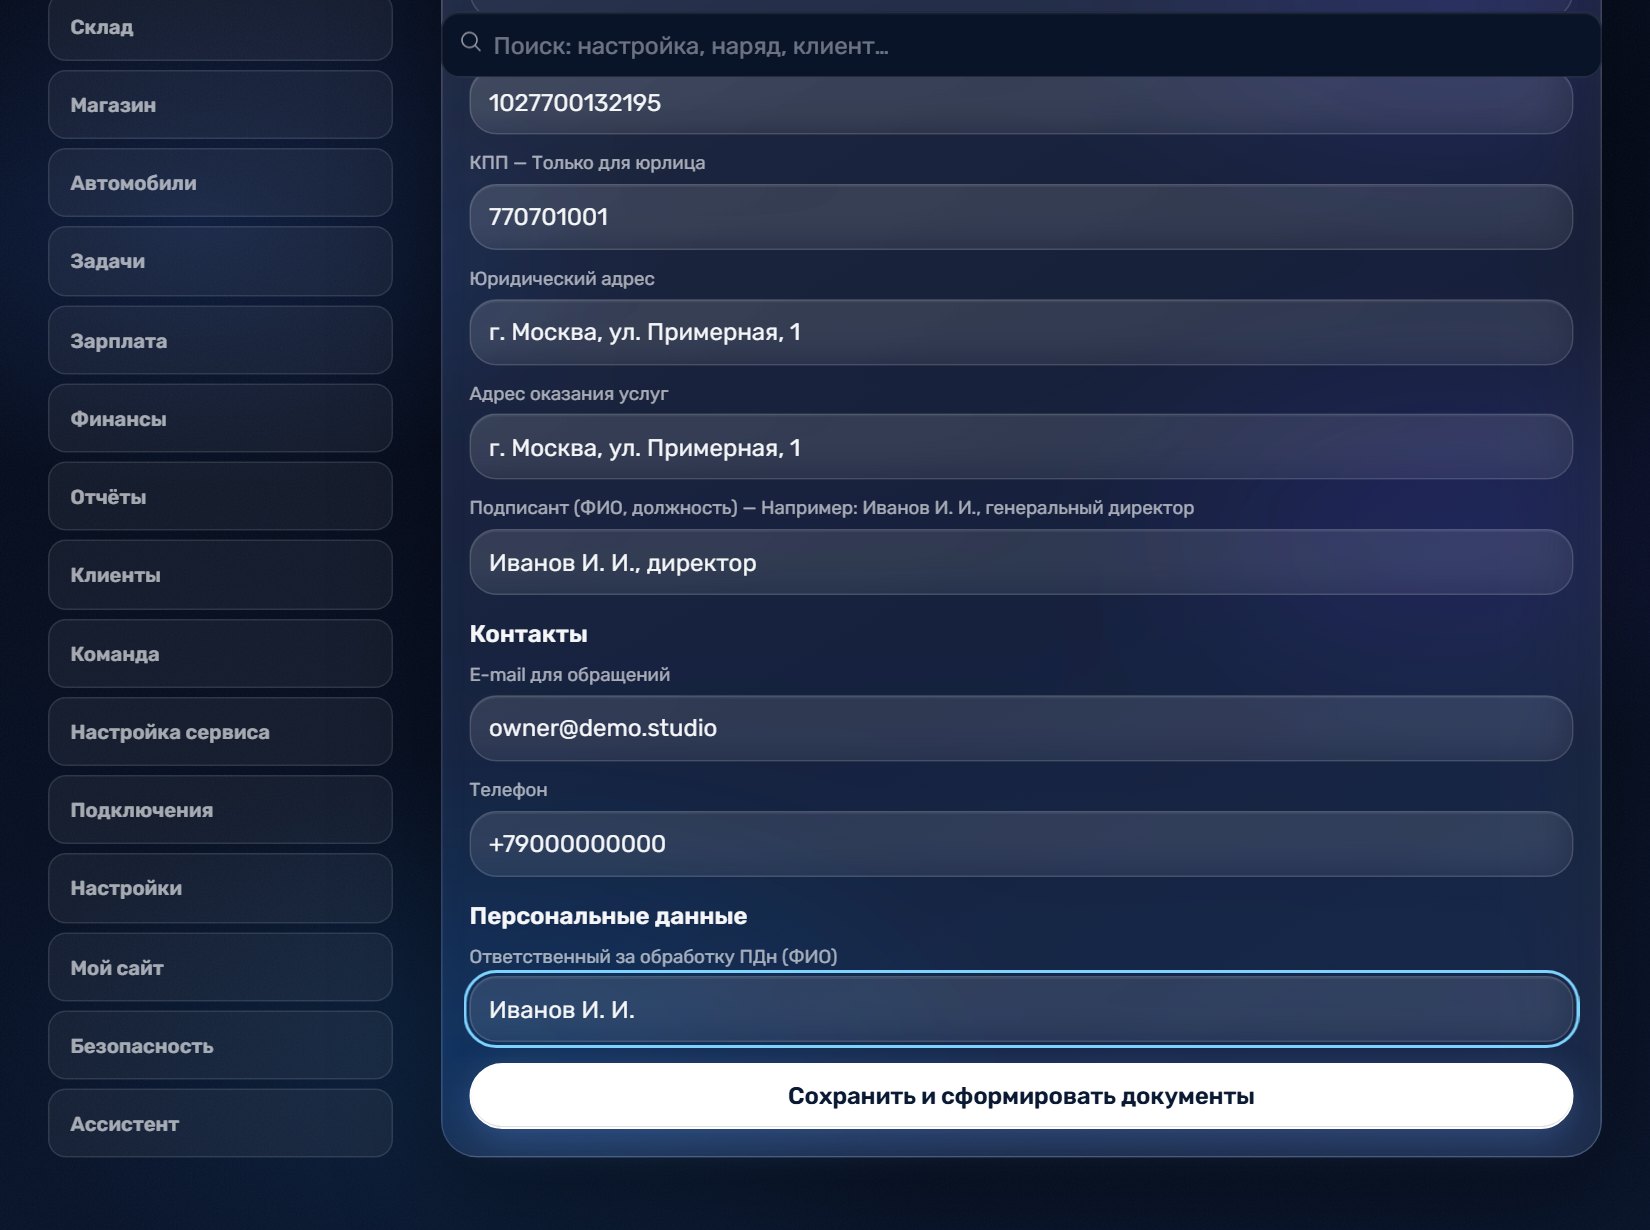 Склад
Магазин
Автомобили
Задачи
Зарплата
Финансы
Отчёты
Клиенты
Команда
Настройка сервиса
Подключения
Настройки
Мой сайт
Безопасность
Ассистент
Поиск: настройка, наряд, клиент…
1027700132195
КПП — Только для юрлица
770701001
Юридический адрес
г. Москва, ул. Примерная, 1
Адрес оказания услуг
г. Москва, ул. Примерная, 1
Подписант (ФИО, должность) — Например: Иванов И. И., генеральный директор
Иванов И. И., директор
Контакты
E-mail для обращений
owner@demo.studio
Телефон
+79000000000
Персональные данные
Ответственный за обработку ПДн (ФИО)
Иванов И. И.
Сохранить и сформировать документы